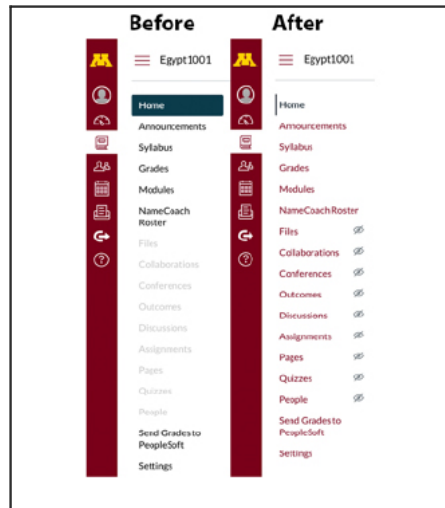 Before
After
M
Egypt1001
Home
Announcements
Syllabus
Grades
Modules
NameCoach
Roster
Files
Collaborations
Conferences
Outcomes
Discussions
Assignments
Pages
Quizzes
People
Send Grades to
PeopleSoft
Settings
M
Egypt1001
Home
Announcements
Syllabus
Grades
Modules
NameCoach Roster
Files
Collaborations
Conferences
Outcomes
Discussions
Assignments
Pages
Quizzes
People
Send Grades to
PeopleSoft
Settings